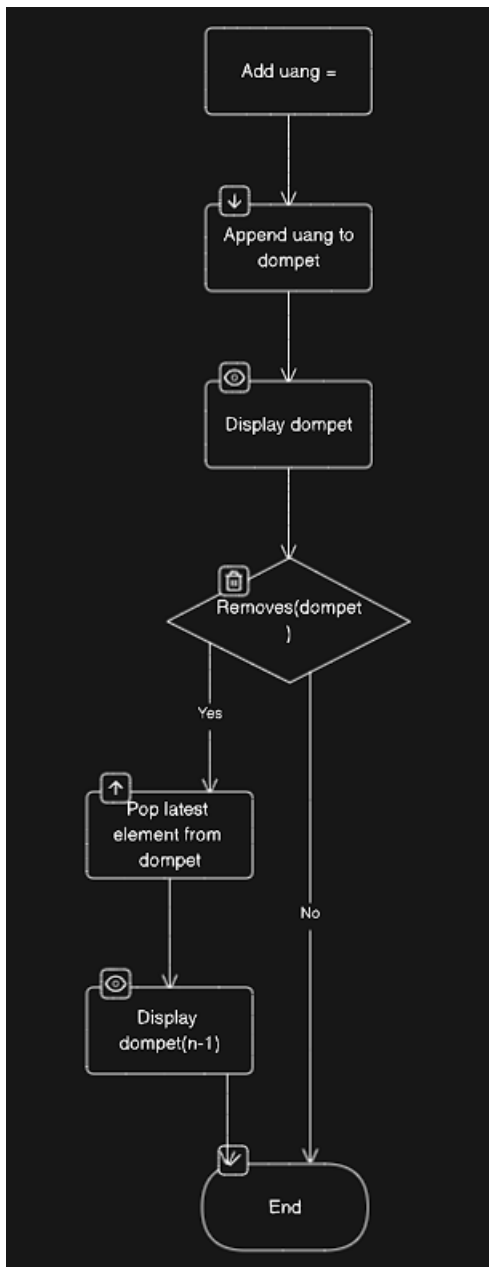 Add uang =
Append uang to
dompet
Display dompet
Removes(dompet
)
Yes
Pop latest
element from
dompet
No
Display
dompet(n-1)
End